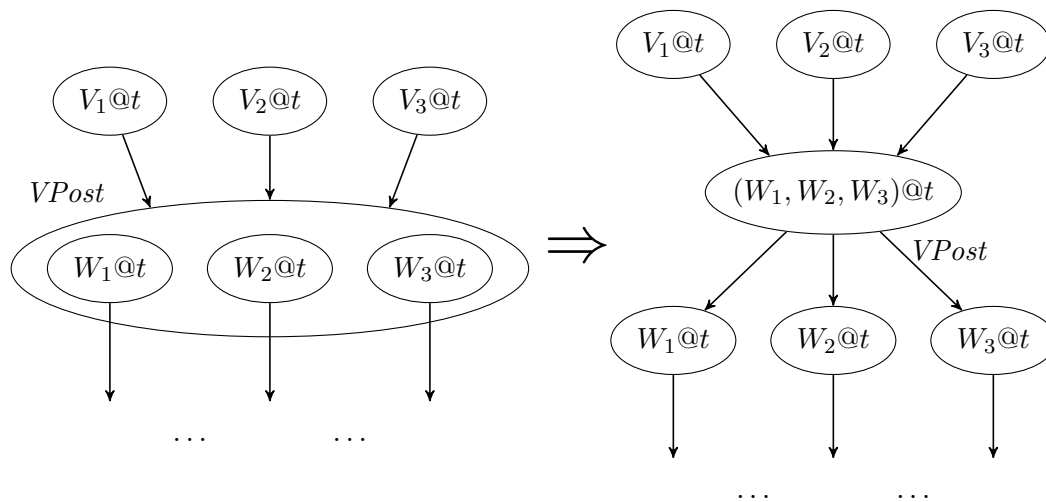 V₁@t V₂@t V₃@t
VPost
W₁@t W₂@t W₃@t
... ...
⇒
V₁@t V₂@t V₃@t
(W₁, W₂, W₃)@t
VPost
W₁@t W₂@t W₃@t
... ...